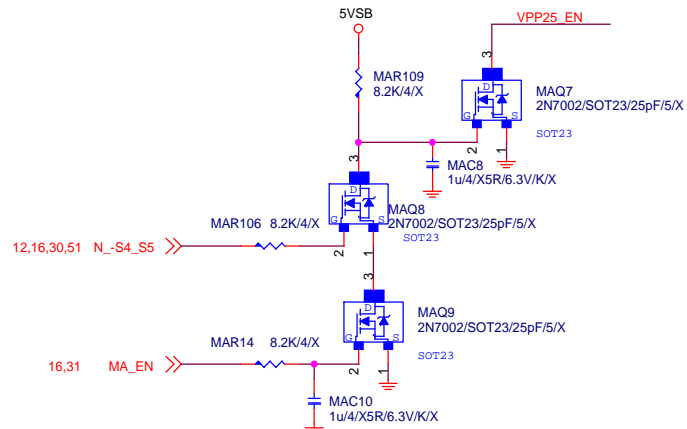 5VSB
VPP25_EN
MAR109
8.2K/4/X
3
D
G
S
MAQ7
2N7002/SOT23/25pF/5/X
SOT23
2
1
MAC8
1u/4/X5R/6.3V/K/X
3
D
G
S
MAQ8
2N7002/SOT23/25pF/5/X
SOT23
MAR106 8.2K/4/X
12,16,30,51 N_-S4_S5
2
1
3
D
G
S
MAQ9
2N7002/SOT23/25pF/5/X
SOT23
MAR14 8.2K/4/X
16,31 MA_EN
2
1
MAC10
1u/4/X5R/6.3V/K/X